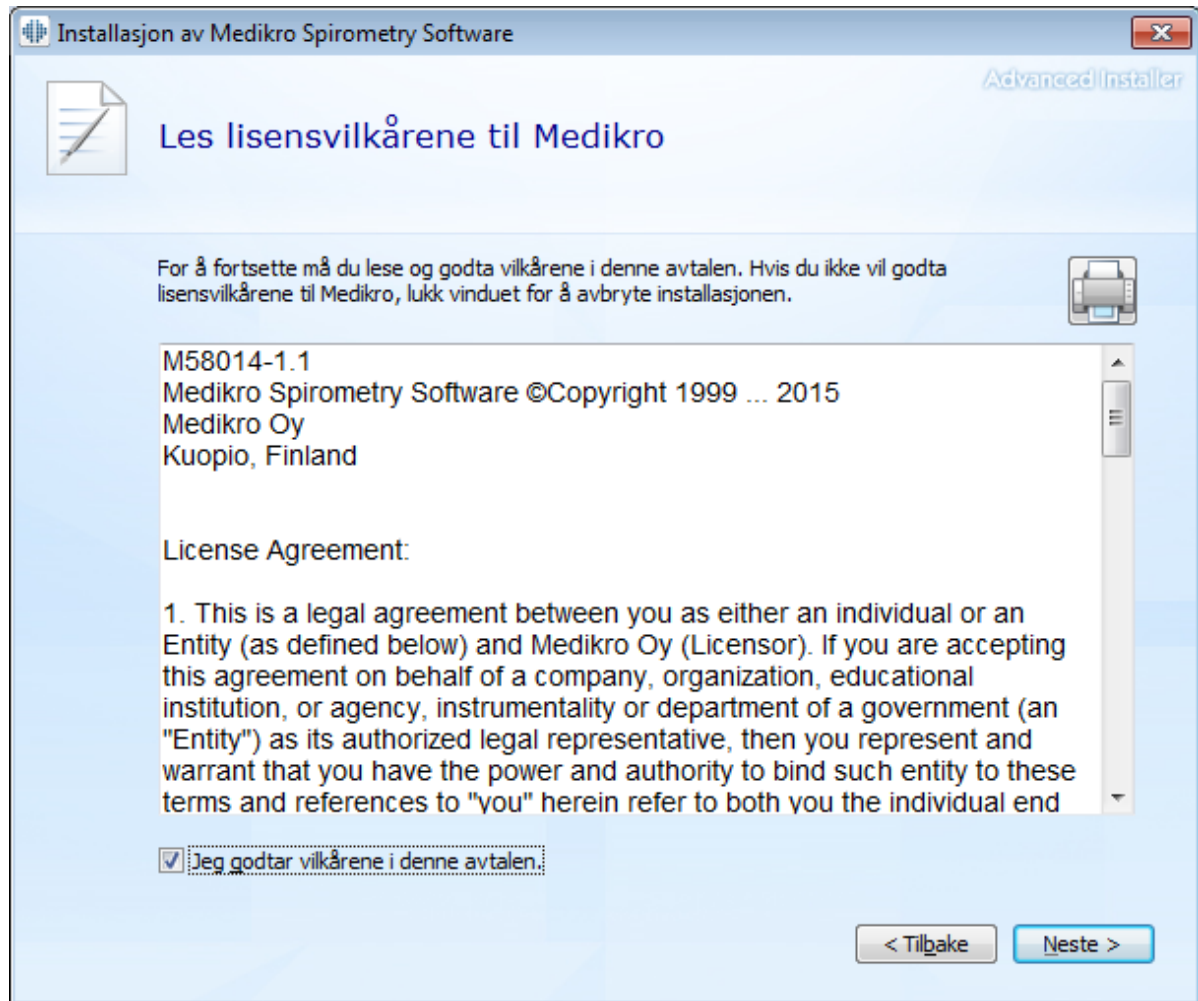 Installasjon av Medikro Spirometry Software
Advanced Installer
Les lisensvilkårene til Medikro
For å fortsette må du lese og godta vilkårene i denne avtalen. Hvis du ikke vil godta
lisensvilkårene til Medikro, lukk vinduet for å avbryte installasjonen.
M58014-1.1
Medikro Spirometry Software ©Copyright 1999 ... 2015
Medikro Oy
Kuopio, Finland
License Agreement:
1. This is a legal agreement between you as either an individual or an
Entity (as defined below) and Medikro Oy (Licensor). If you are accepting
this agreement on behalf of a company, organization, educational
institution, or agency, instrumentality or department of a government (an
"Entity") as its authorized legal representative, then you represent and
warrant that you have the power and authority to bind such entity to these
terms and references to "you" herein refer to both you the individual end
Jeg godtar vilkårene i denne avtalen.
< Tilbake
Neste >